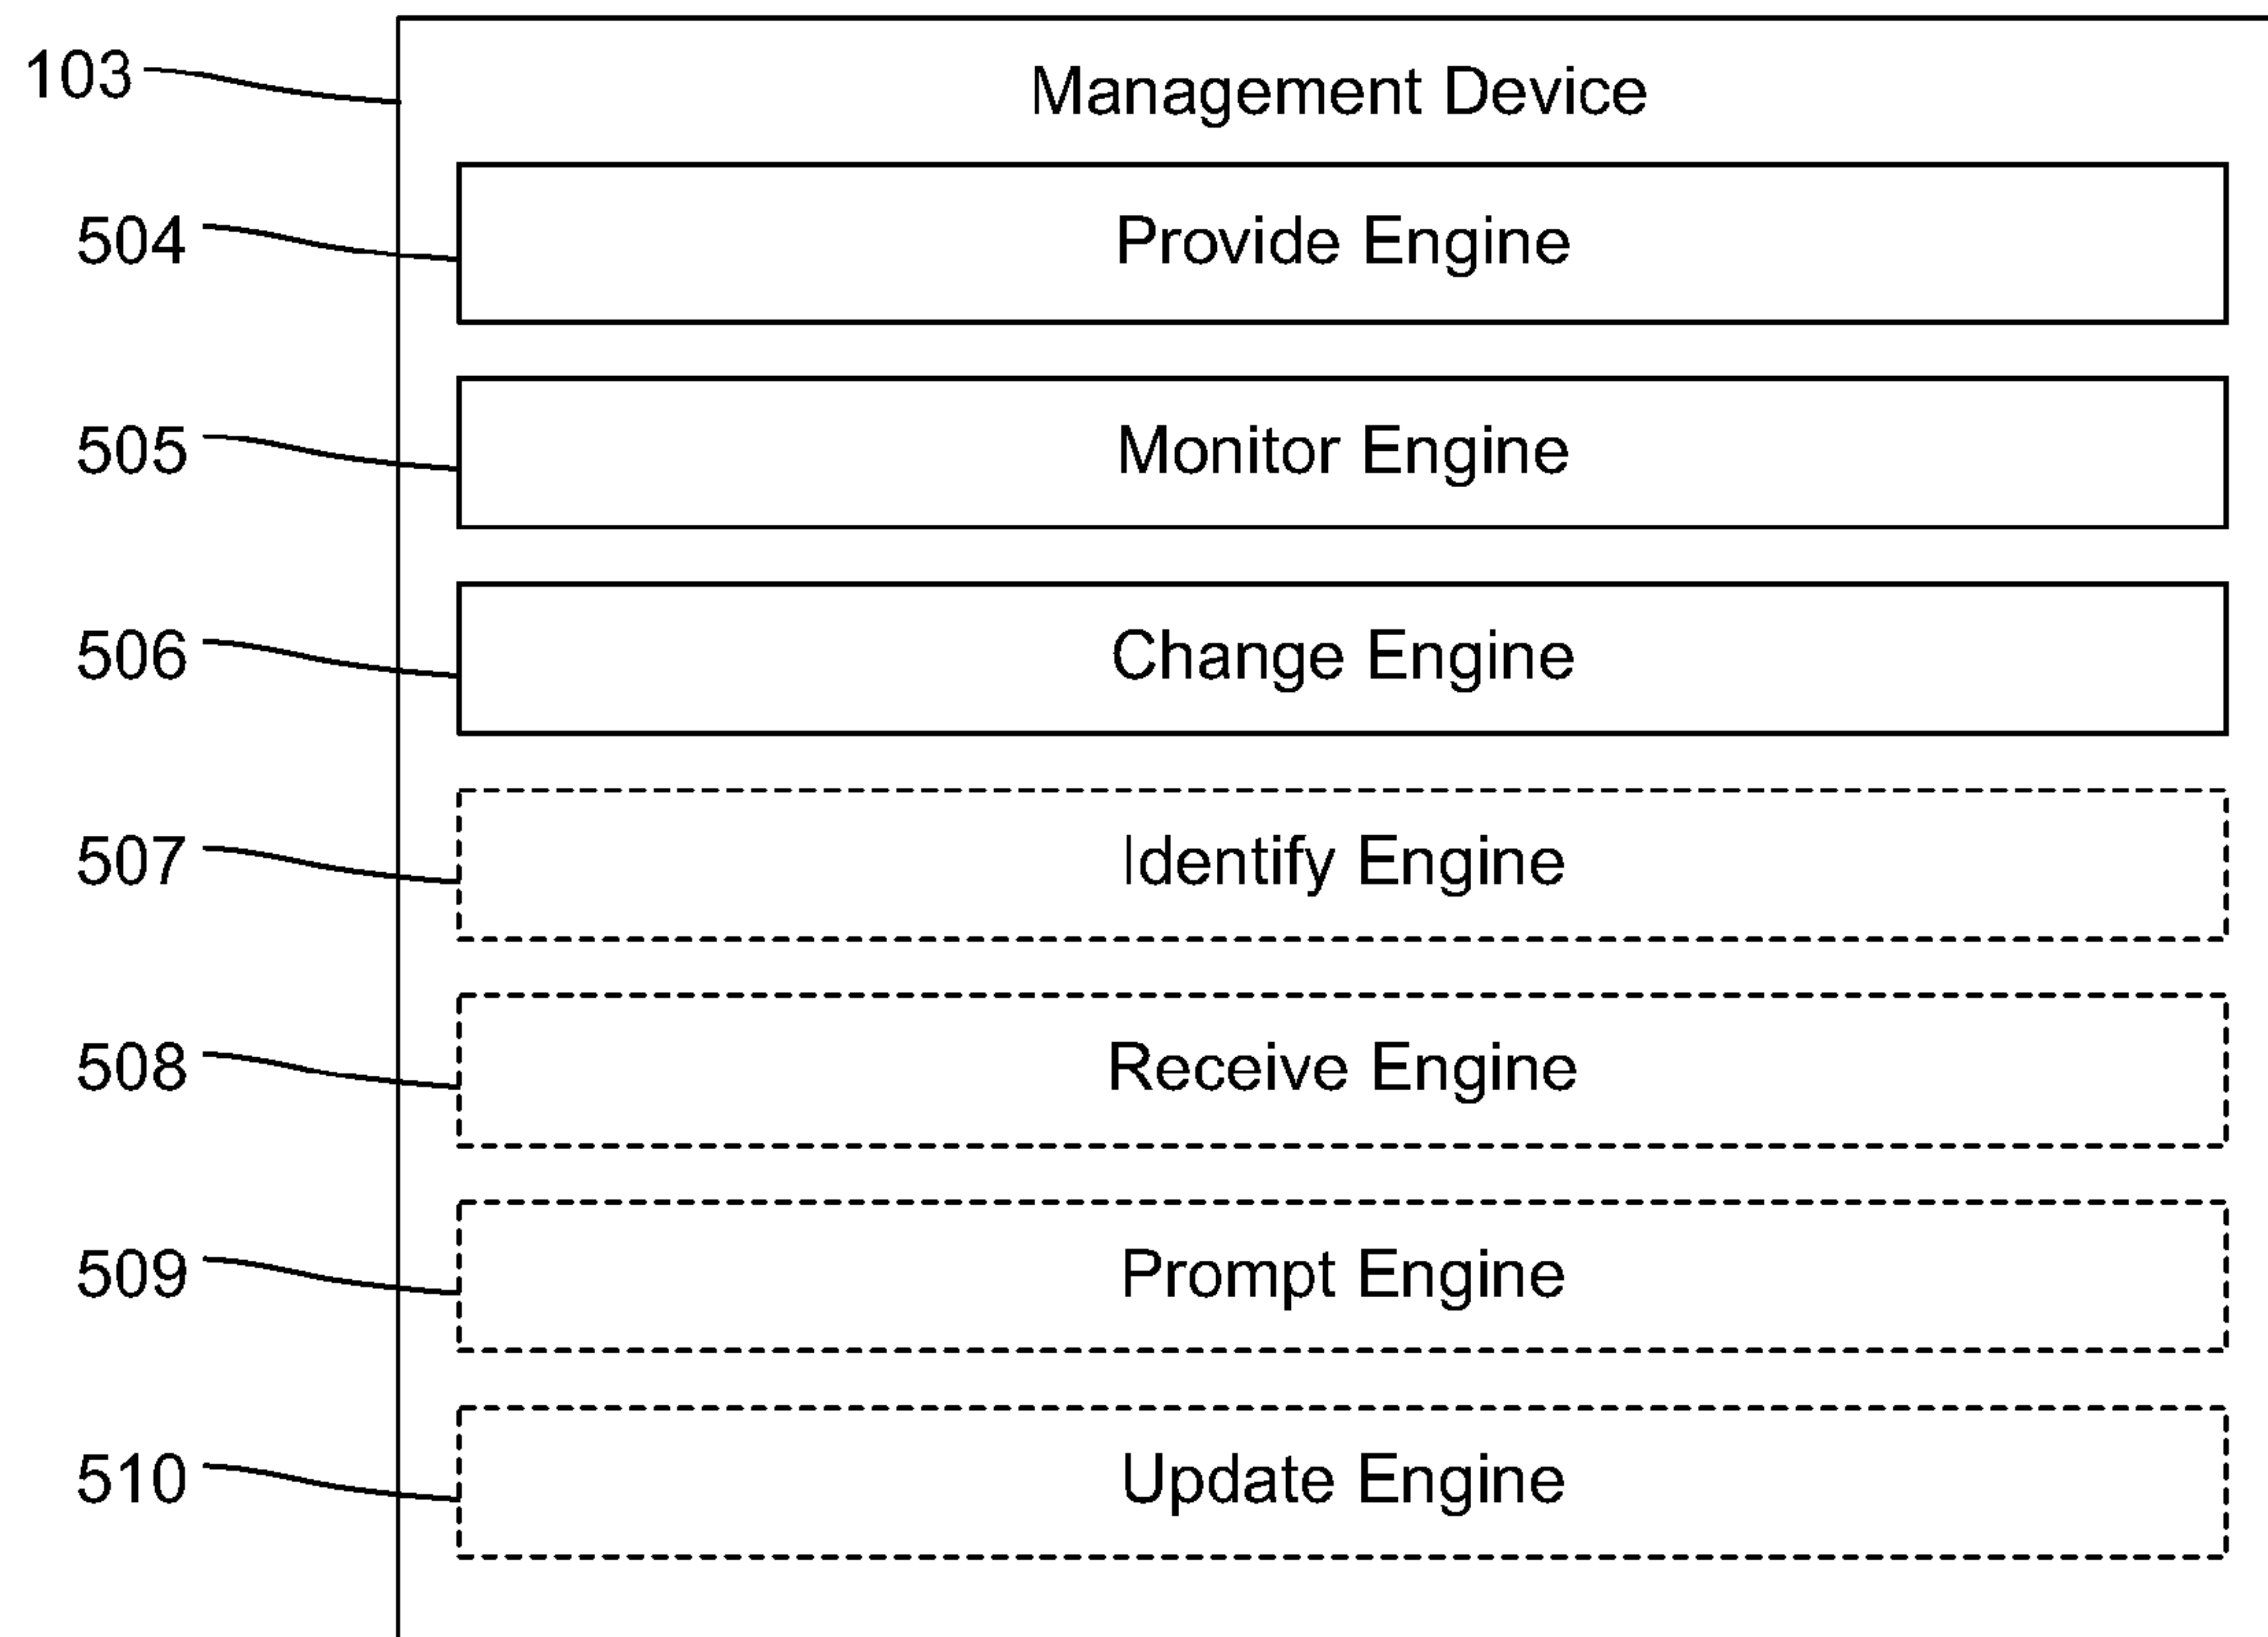 103 Management Device
504 Provide Engine
505 Monitor Engine
506 Change Engine
507 Identify Engine
508 Receive Engine
509 Prompt Engine
510 Update Engine